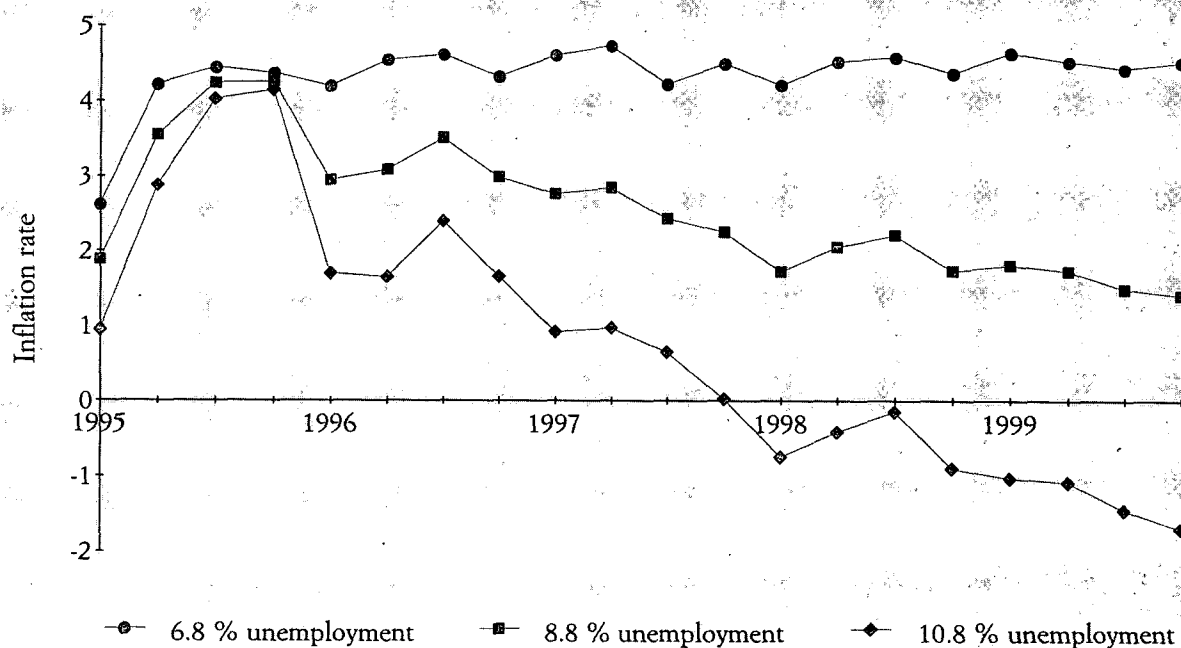 5
4
3
2
1
0
-1
-2
Inflation rate
1995 1996 1997 1998 1999
6.8 % unemployment 8.8 % unemployment 10.8 % unemployment